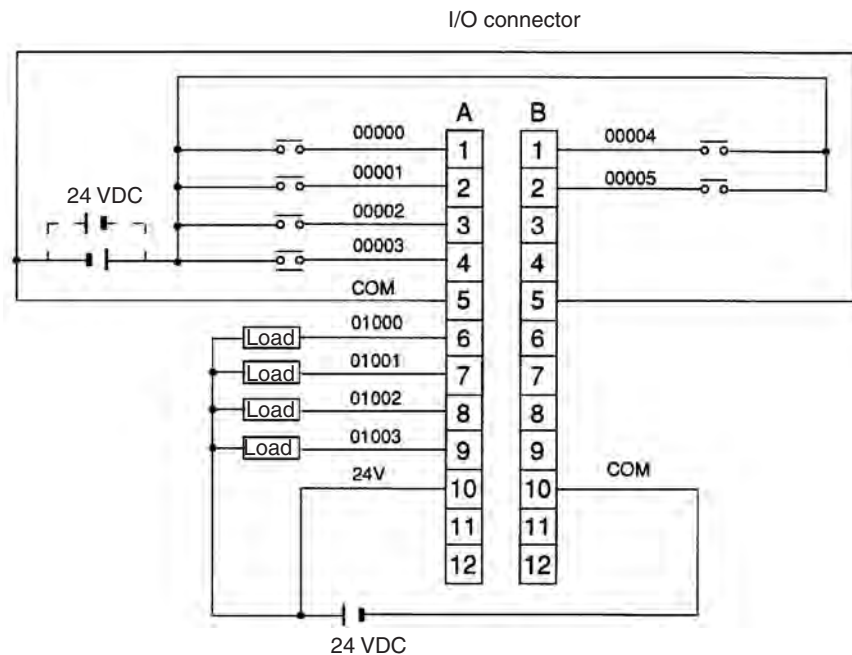 I/O connector
A B
00000 1 1 00004
00001 2 2 00005
24 VDC
00002 3 3
00003 4 4
COM 5 5
Load 01000 6 6
Load 01001 7 7
Load 01002 8 8
Load 01003 9 9
24V 10 10 COM
11 11
12 12
24 VDC